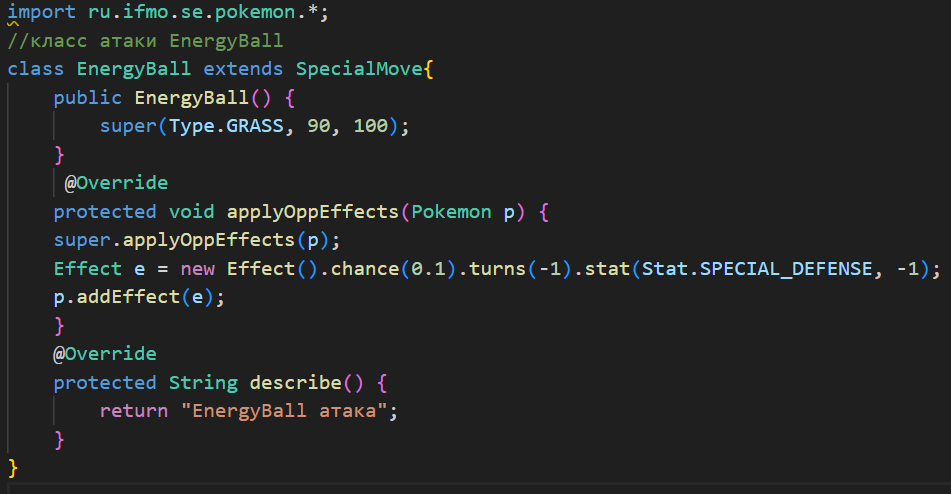 import ru.ifmo.se.pokemon.*;
//класс атаки EnergyBall
class EnergyBall extends SpecialMove{
    public EnergyBall() {
        super(Type.GRASS, 90, 100);
    }
     @Override
    protected void applyOppEffects(Pokemon p) {
    super.applyOppEffects(p);
    Effect e = new Effect().chance(0.1).turns(-1).stat(Stat.SPECIAL_DEFENSE, -1);
    p.addEffect(e);
    }
    @Override
    protected String describe() {
        return "EnergyBall атака";
    }
}